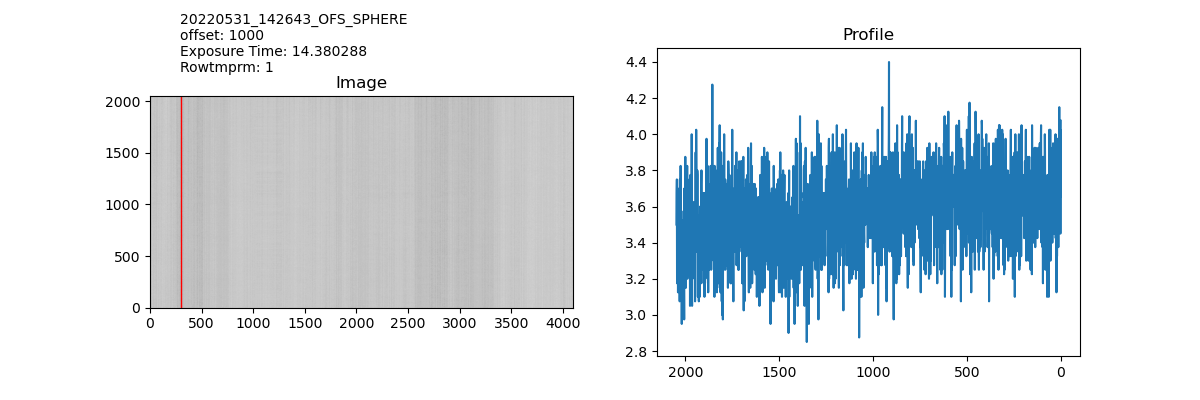 20220531_142643_OFS_SPHERE
offset: 1000
Exposure Time: 14.380288
Rowtmprm: 1
Image
2000
1500
1000
500
0
0 500 1000 1500 2000 2500 3000 3500 4000
Profile
4.4
4.2
4.0
3.8
3.6
3.4
3.2
3.0
2.8
2000 1500 1000 500 0